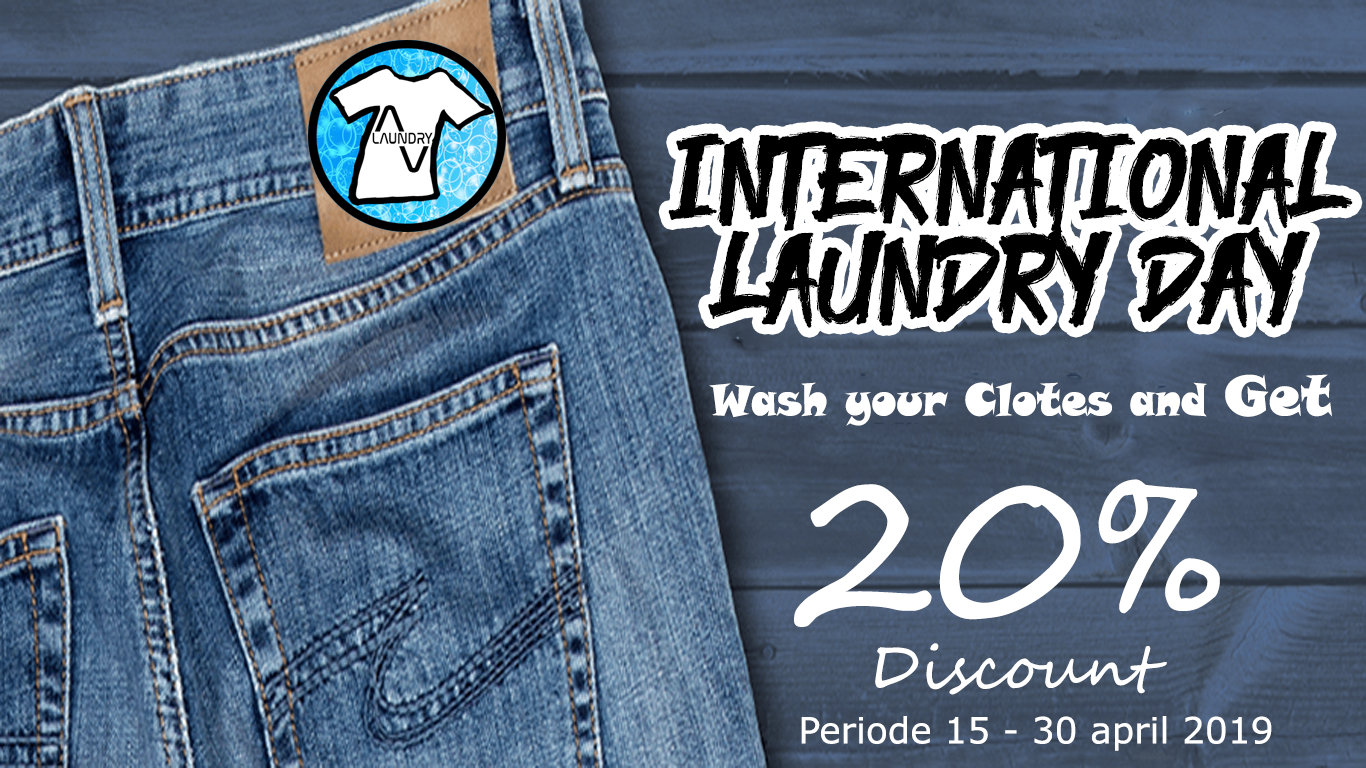 LAUNDRY
INTERNATIONAL
LAUNDRY DAY
Wash your Clotes and Get
20%
Discount
Periode 15 - 30 april 2019